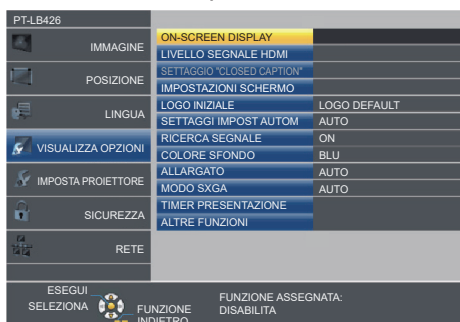 PT-LB426
IMMAGINE
POSIZIONE
LINGUA
VISUALIZZA OPZIONI
IMPOSTA PROIETTORE
SICUREZZA
RETE
ON-SCREEN DISPLAY
LIVELLO SEGNALE HDMI
SETTAGGIO "CLOSED CAPTION"
IMPOSTAZIONI SCHERMO
LOGO INIZIALE LOGO DEFAULT
SETTAGGI IMPOST AUTOM AUTO
RICERCA SEGNALE ON
COLORE SFONDO BLU
ALLARGATO AUTO
MODO SXGA AUTO
TIMER PRESENTAZIONE
ALTRE FUNZIONI
ESEGUI
SELEZIONA
FUNZIONE
INDIETRO
FUNZIONE ASSEGNATA:
DISABILITA